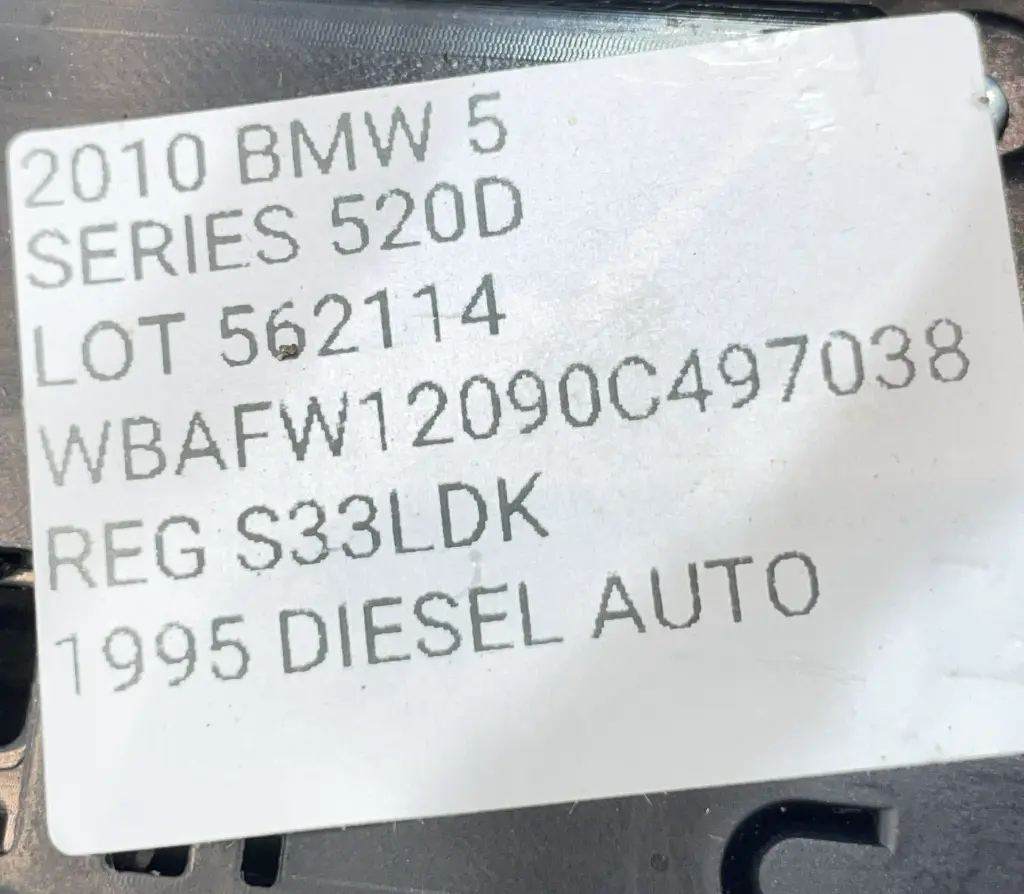 2010 BMW 5
SERIES 520D
LOT 562114
WBAFW12090C497038
REG S33LDK
1995 DIESEL AUTO